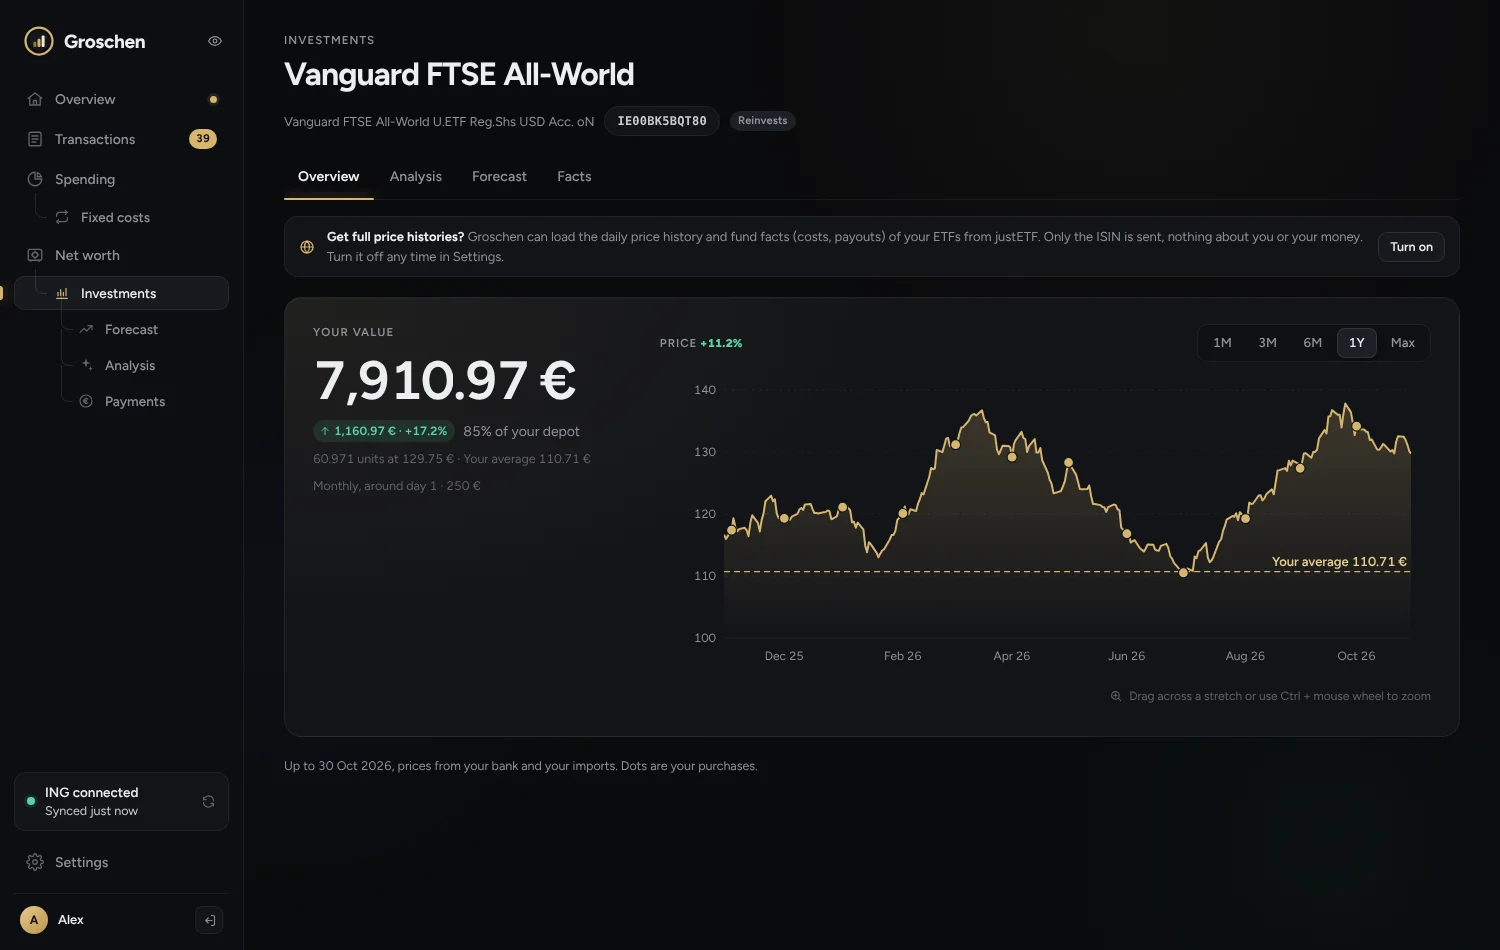 Groschen
Overview
Transactions 39
Spending
Fixed costs
Net worth
Investments
Forecast
Analysis
€ Payments
ING connected
Synced just now
Settings
A Alex
INVESTMENTS
Vanguard FTSE All-World
Vanguard FTSE All-World U.ETF Reg.Shs USD Acc. oN IE00BK5BQT80 Reinvests
Overview Analysis Forecast Facts
Get full price histories? Groschen can load the daily price history and fund facts (costs, payouts) of your ETFs from justETF. Only the ISIN is sent, nothing about you or your money.
Turn it off any time in Settings.
Turn on
YOUR VALUE
7,910.97 €
↑ 1,160.97 € · +17.2% 85% of your depot
60.971 units at 129.75 € · Your average 110.71 €
Monthly, around day 1 · 250 €
PRICE +11.2%
1M 3M 6M 1Y Max
140
130
120
110
100
Your average 110.71 €
Dec 25 Feb 26 Apr 26 Jun 26 Aug 26 Oct 26
Drag across a stretch or use Ctrl + mouse wheel to zoom
Up to 30 Oct 2026, prices from your bank and your imports. Dots are your purchases.